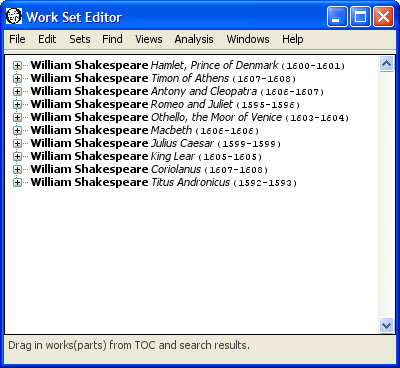 Work Set Editor
File Edit Sets Find Views Analysis Windows Help
William Shakespeare Hamlet, Prince of Denmark (1600-1601)
William Shakespeare Timon of Athens (1607-1608)
William Shakespeare Antony and Cleopatra (1606-1607)
William Shakespeare Romeo and Juliet (1595-1596)
William Shakespeare Othello, the Moor of Venice (1603-1604)
William Shakespeare Macbeth (1606-1606)
William Shakespeare Julius Caesar (1599-1599)
William Shakespeare King Lear (1605-1605)
William Shakespeare Coriolanus (1607-1608)
William Shakespeare Titus Andronicus (1592-1593)
Drag in works(parts) from TOC and search results.